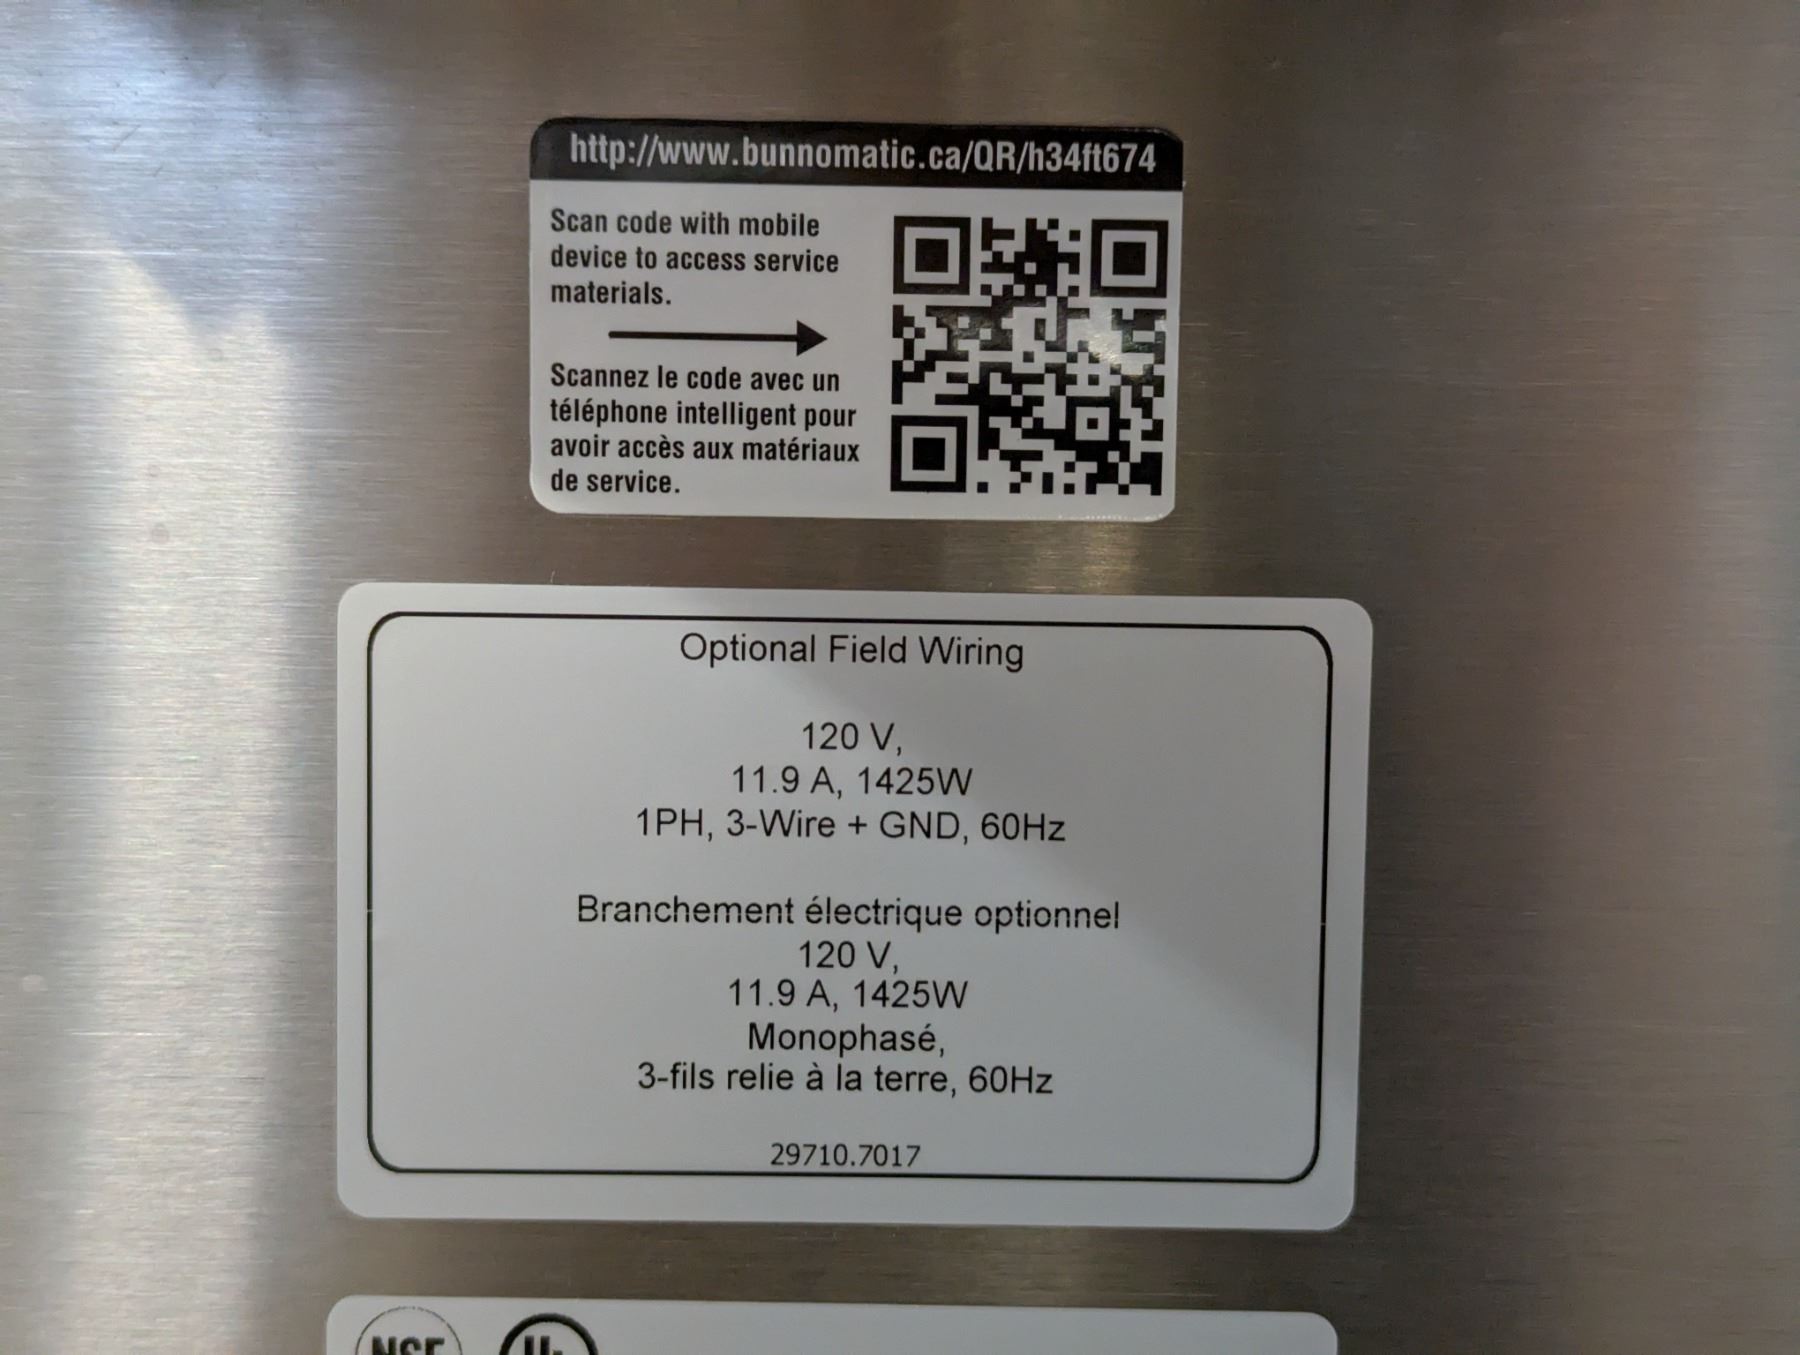 http://www.bunnomatic.ca/QR/h34ft674
Scan code with mobile
device to access service
materials.
Scannez le code avec un
téléphone intelligent pour
avoir accès aux matériaux
de service.
Optional Field Wiring
120 V,
11.9 A, 1425W
1PH, 3-Wire + GND, 60Hz
Branchement électrique optionnel
120 V,
11.9 A, 1425W
Monophasé,
3-fils relie à la terre, 60Hz
29710.7017
NSF
UL